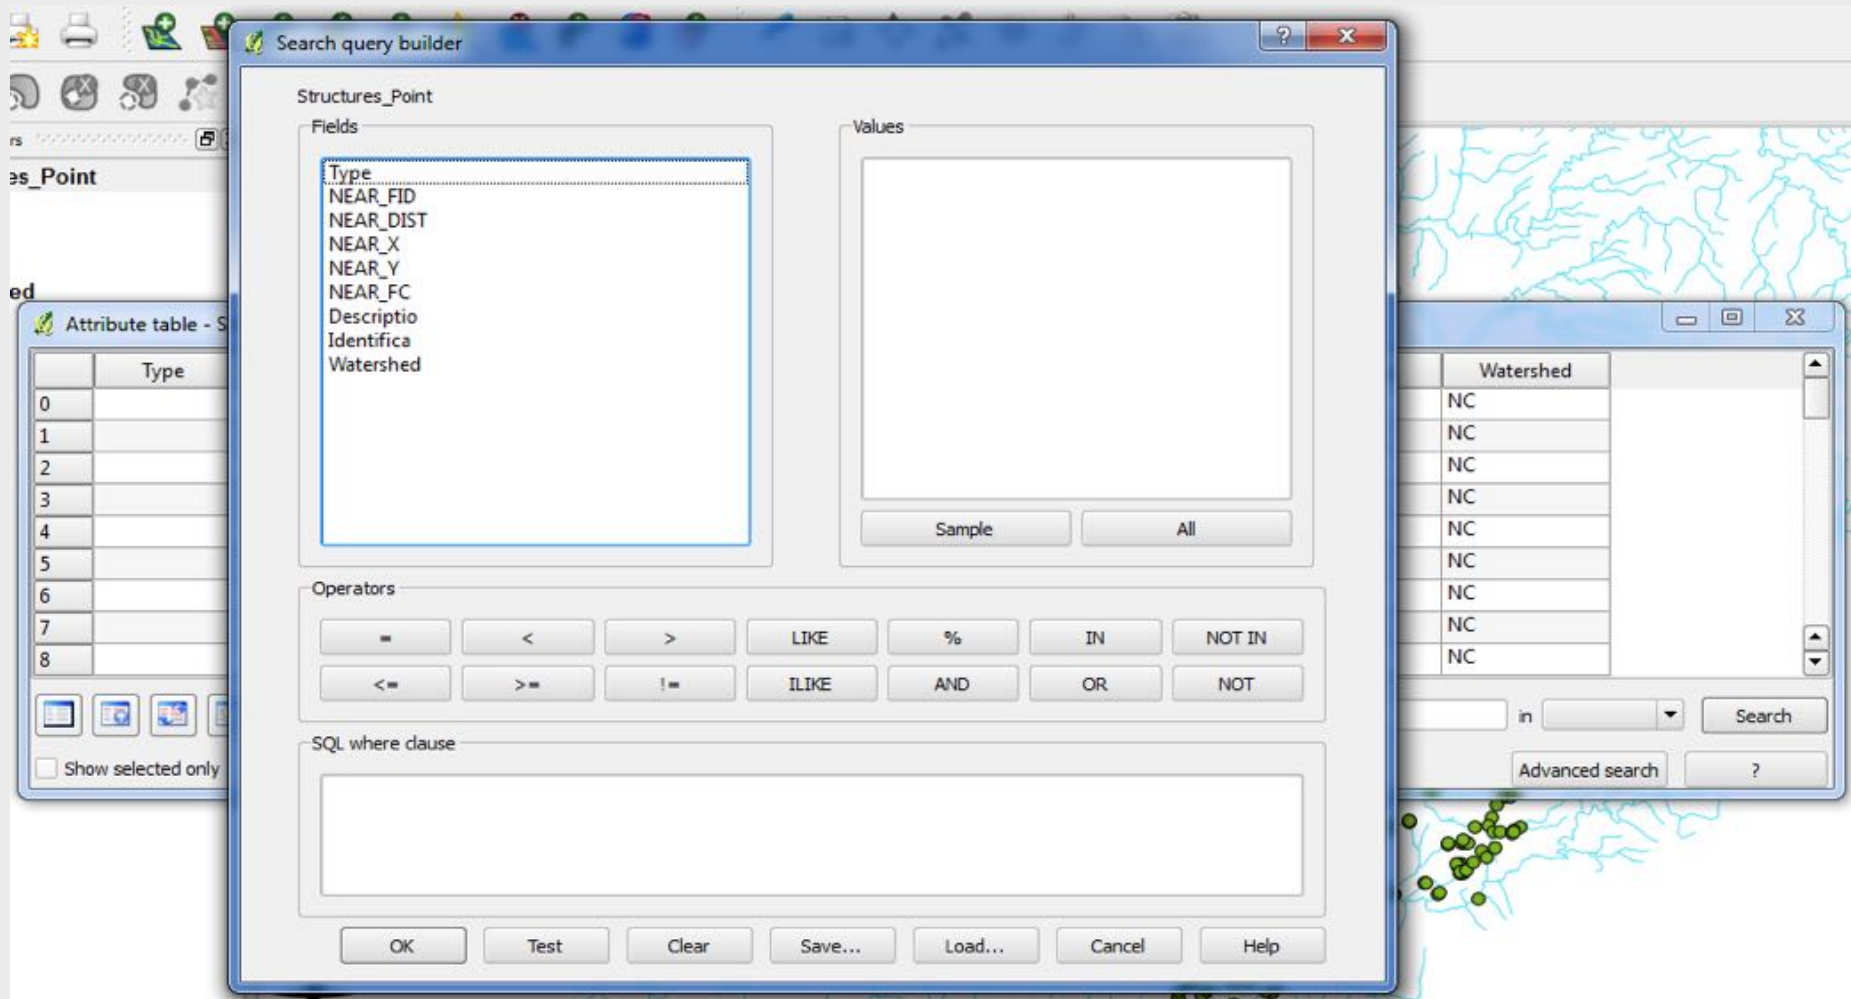 Search query builder
?
X
Structures_Point
Fields
Values
Type
NEAR_FID
NEAR_DIST
NEAR_X
NEAR_Y
NEAR_FC
Descriptio
Identifica
Watershed
Sample
All
Operators
= < > LIKE % IN NOT IN
<= >= != ILIKE AND OR NOT
SQL where clause
OK Test Clear Save... Load... Cancel Help
rs
es_Point
ed
Attribute table - S
Type
Watershed
0 NC
1 NC
2 NC
3 NC
4 NC
5 NC
6 NC
7 NC
8 NC
in
Search
Show selected only
Advanced search
?